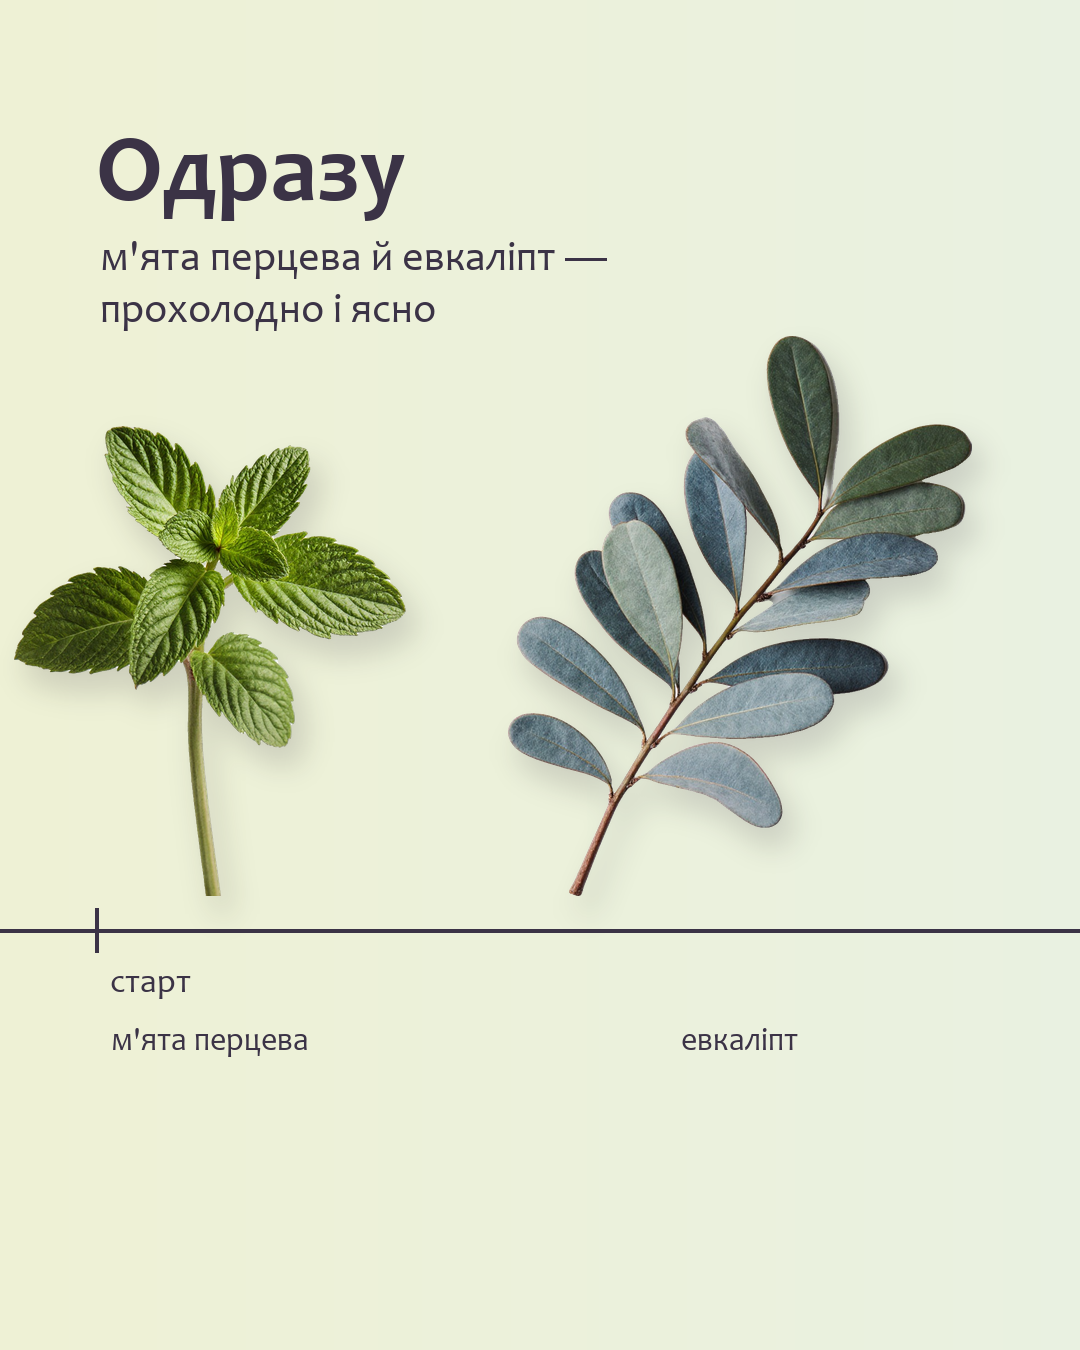 Одразу
м'ята перцева й евкаліпт —
прохолодно і ясно
старт
м'ята перцева
евкаліпт